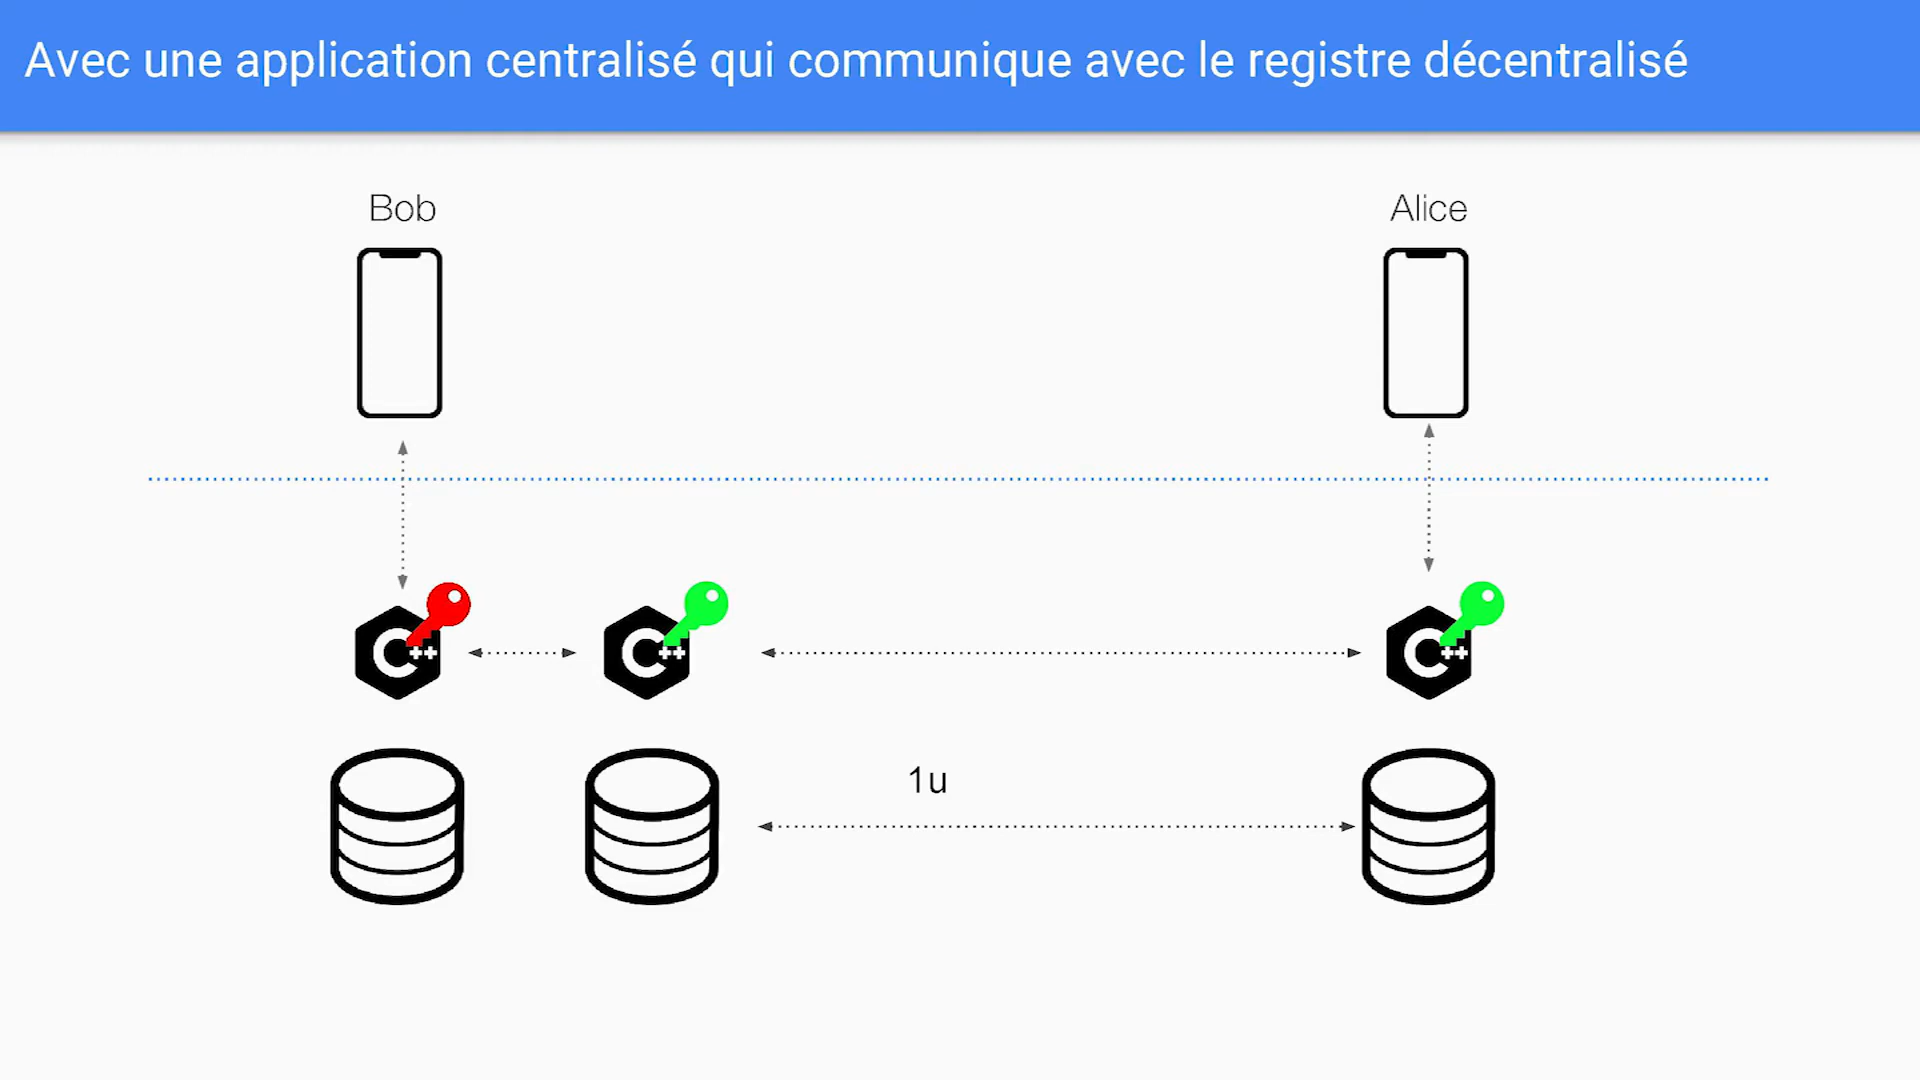 Avec une application centralisé qui communique avec le registre décentralisé
Bob
Alice
C++
C++
C++
1u